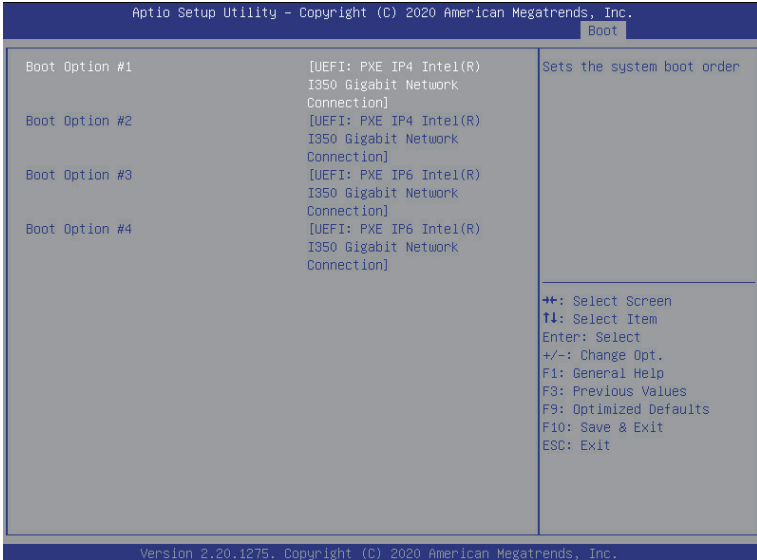 Aptio Setup Utility – Copyright (C) 2020 American Megatrends, Inc.
Boot
Boot Option #1 [UEFI: PXE IP4 Intel(R)
I350 Gigabit Network
Connection]
Boot Option #2 [UEFI: PXE IP4 Intel(R)
I350 Gigabit Network
Connection]
Boot Option #3 [UEFI: PXE IP6 Intel(R)
I350 Gigabit Network
Connection]
Boot Option #4 [UEFI: PXE IP6 Intel(R)
I350 Gigabit Network
Connection]
Sets the system boot order
→←: Select Screen
↑↓: Select Item
Enter: Select
+/-: Change Opt.
F1: General Help
F3: Previous Values
F9: Optimized Defaults
F10: Save & Exit
ESC: Exit
Version 2.20.1275. Copyright (C) 2020 American Megatrends, Inc.